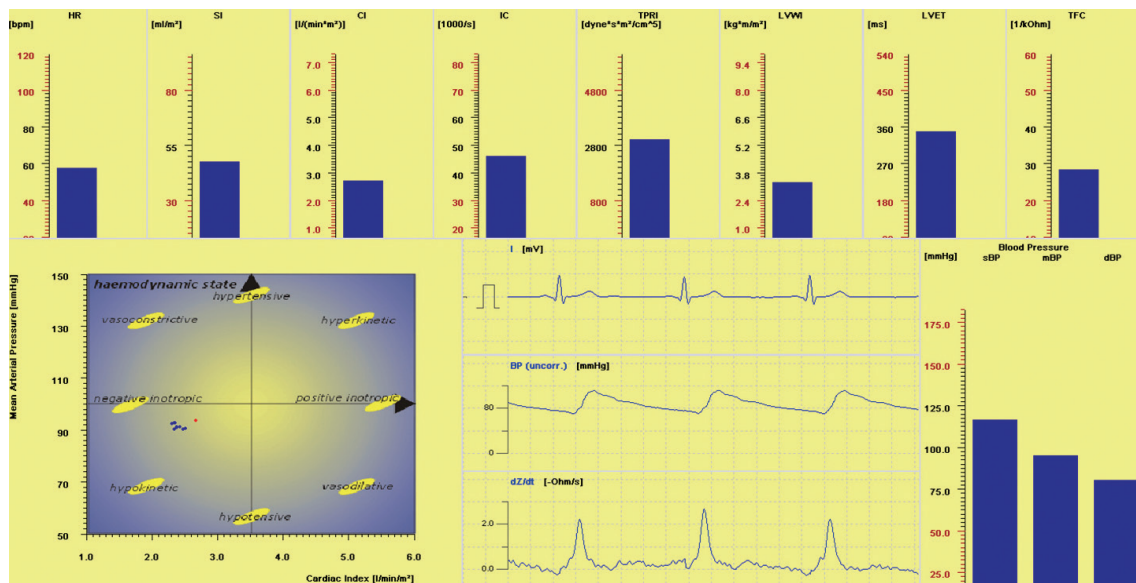 HR
[bpm]
120
100
80
60
40
20
SI
[ml/m²]
80
55
30
CI
[l/(min*m²)]
7.0
6.0
5.0
4.0
3.0
2.0
1.0
IC
[1000/s]
80
70
60
50
40
30
20
TPRI
[dyne*s*m²/cm^5]
4800
2800
800
LVWI
[kg*m/m²]
9.4
8.0
6.6
5.2
3.8
2.4
1.0
LVET
[ms]
540
450
360
270
180
90
TFC
[1/kOhm]
60
50
40
30
20
10
Mean Arterial Pressure [mmHg]
150
130
110
90
70
50
haemodynamic state
hypertensive
vasoconstrictive
hyperkinetic
negative inotropic
positive inotropic
hypokinetic
vasodilative
hypotensive
1.0 2.0 3.0 4.0 5.0 6.0
Cardiac Index [l/min/m²]
I [mV]
BP (uncorr.) [mmHg]
80
0
dZ/dt [-Ohm/s]
2.0
0.0
Blood Pressure
[mmHg] sBP mBP dBP
175.0
150.0
125.0
100.0
75.0
50.0
25.0